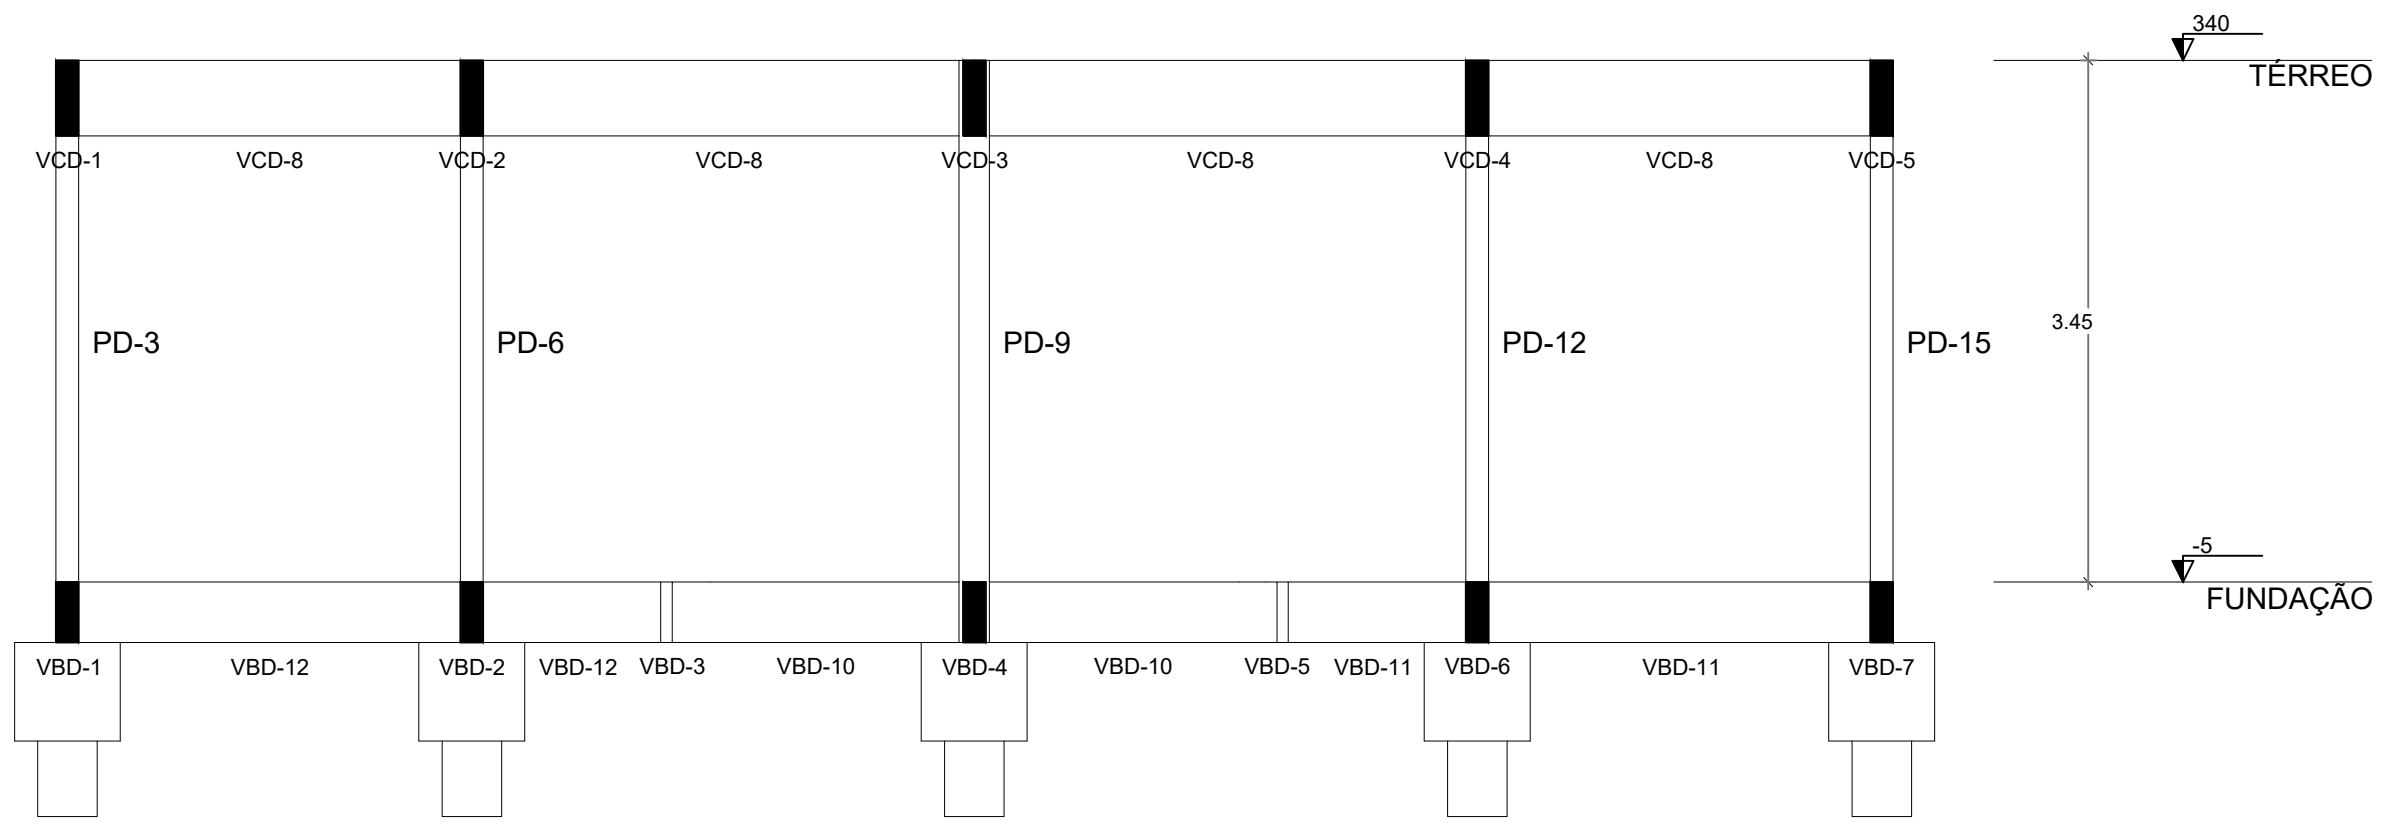 340
TÉRREO
VCD-1 VCD-8 VCD-2 VCD-8 VCD-3 VCD-8 VCD-4 VCD-8 VCD-5
3.45
PD-3 PD-6 PD-9 PD-12 PD-15
-5
FUNDAÇÃO
VBD-1 VBD-12 VBD-2 VBD-12 VBD-3 VBD-10 VBD-4 VBD-10 VBD-5 VBD-11 VBD-6 VBD-11 VBD-7